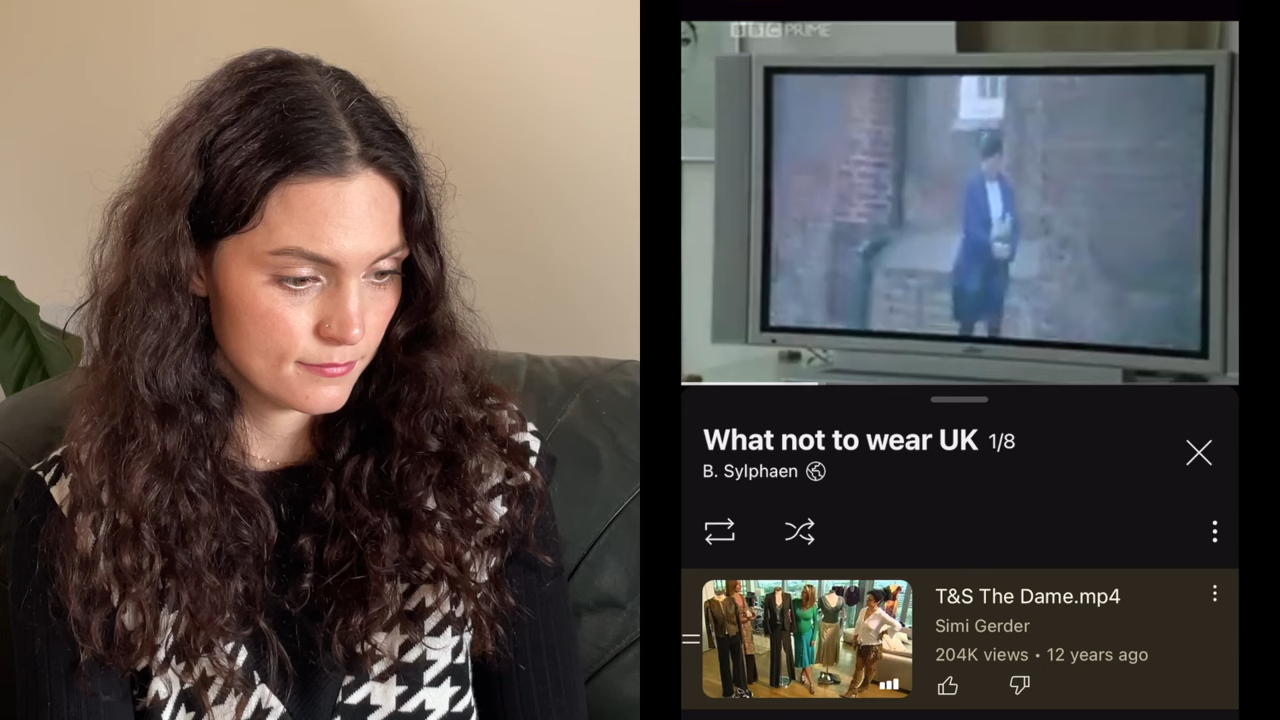 BBC PRIME
What not to wear UK 1/8
B. Sylphaen
T&S The Dame.mp4
Simi Gerder
204K views • 12 years ago